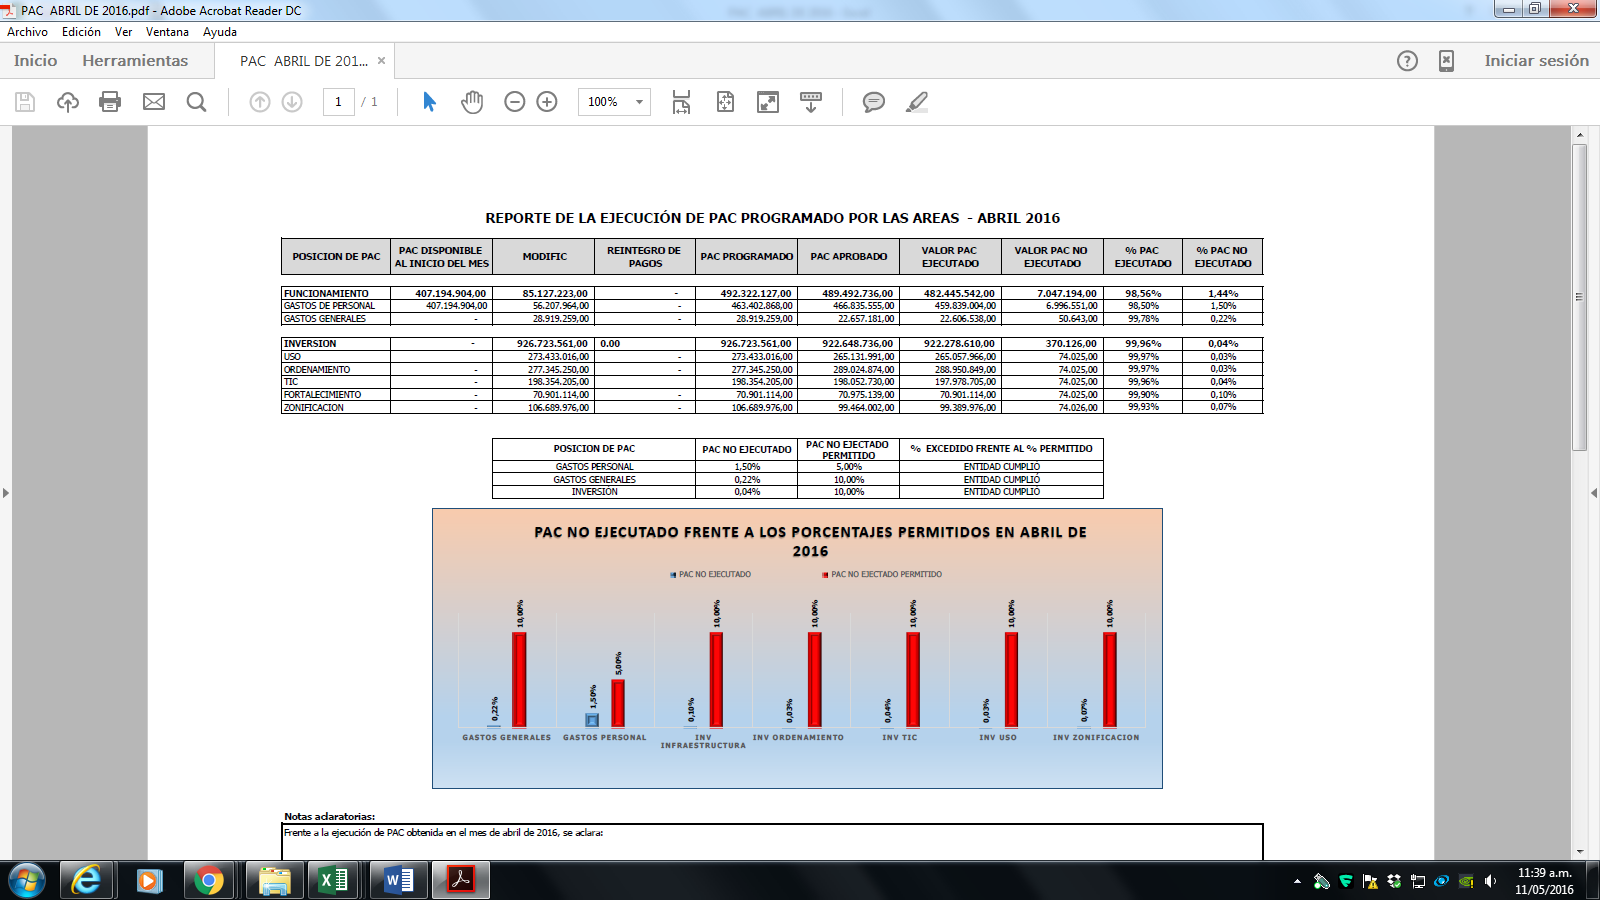 PAC  ABRIL DE 2016.pdf - Adobe Acrobat Reader DC
Archivo Edición Ver Ventana Ayuda
Inicio Herramientas PAC  ABRIL DE 201... × Iniciar sesión
1 / 1 100%
REPORTE DE LA EJECUCIÓN DE PAC PROGRAMADO POR LAS AREAS  - ABRIL 2016
POSICION DE PAC PAC DISPONIBLE AL INICIO DEL MES MODIFIC REINTEGRO DE PAGOS PAC PROGRAMADO PAC APROBADO VALOR PAC EJECUTADO VALOR PAC NO EJECUTADO % PAC EJECUTADO % PAC NO EJECUTADO
FUNCIONAMIENTO 407.194.904,00 85.127.223,00 - 492.322.127,00 489.492.736,00 482.445.542,00 7.047.194,00 98,56% 1,44%
GASTOS DE PERSONAL 407.194.904,00 56.207.964,00 - 463.402.868,00 466.835.555,00 459.839.004,00 6.996.551,00 98,50% 1,50%
GASTOS GENERALES - 28.919.259,00 - 28.919.259,00 22.657.181,00 22.606.538,00 50.643,00 99,78% 0,22%
INVERSION - 926.723.561,00 0.00 926.723.561,00 922.648.736,00 922.278.610,00 370.126,00 99,96% 0,04%
USO 273.433.016,00 - 273.433.016,00 265.131.991,00 265.057.966,00 74.025,00 99,97% 0,03%
ORDENAMIENTO - 277.345.250,00 - 277.345.250,00 289.024.874,00 288.950.849,00 74.025,00 99,97% 0,03%
TIC - 198.354.205,00 198.354.205,00 198.052.730,00 197.978.705,00 74.025,00 99,96% 0,04%
FORTALECIMIENTO - 70.901.114,00 - 70.901.114,00 70.975.139,00 70.901.114,00 74.025,00 99,90% 0,10%
ZONIFICACION - 106.689.976,00 - 106.689.976,00 99.464.002,00 99.389.976,00 74.026,00 99,93% 0,07%
POSICION DE PAC PAC NO EJECUTADO PAC NO EJECTADO PERMITIDO %  EXCEDIDO FRENTE AL % PERMITIDO
GASTOS PERSONAL 1,50% 5,00% ENTIDAD CUMPLIÓ
GASTOS GENERALES 0,22% 10,00% ENTIDAD CUMPLIÓ
INVERSION 0,04% 10,00% ENTIDAD CUMPLIÓ
PAC NO EJECUTADO FRENTE A LOS PORCENTAJES PERMITIDOS EN ABRIL DE
2016
PAC NO EJECUTADO PAC NO EJECTADO PERMITIDO
0,22% 10,00% 1,50% 5,00% 0,10% 10,00% 0,03% 10,00% 0,04% 10,00% 0,03% 10,00% 0,07% 10,00%
GASTOS GENERALES GASTOS PERSONAL INV INFRAESTRUCTURA INV ORDENAMIENTO INV TIC INV USO INV ZONIFICACION
Notas aclaratorias:
Frente a la ejecución de PAC obtenida en el mes de abril de 2016, se aclara:
11:39 a.m.
11/05/2016